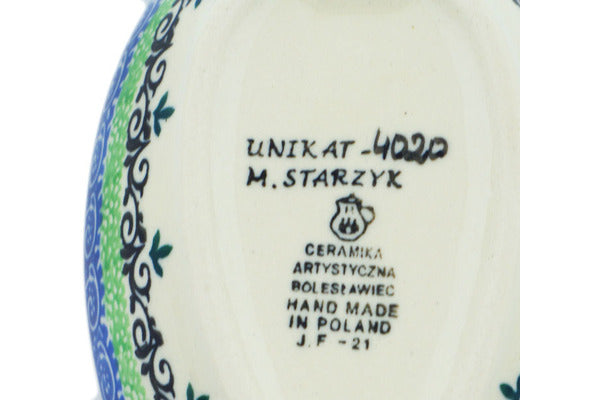 UNIKAT-4020
M. STARZYK
CERAMIKA
ARTYSTYCZNA
BOLESŁAWIEC
HAND MADE
IN POLAND
J.F-21